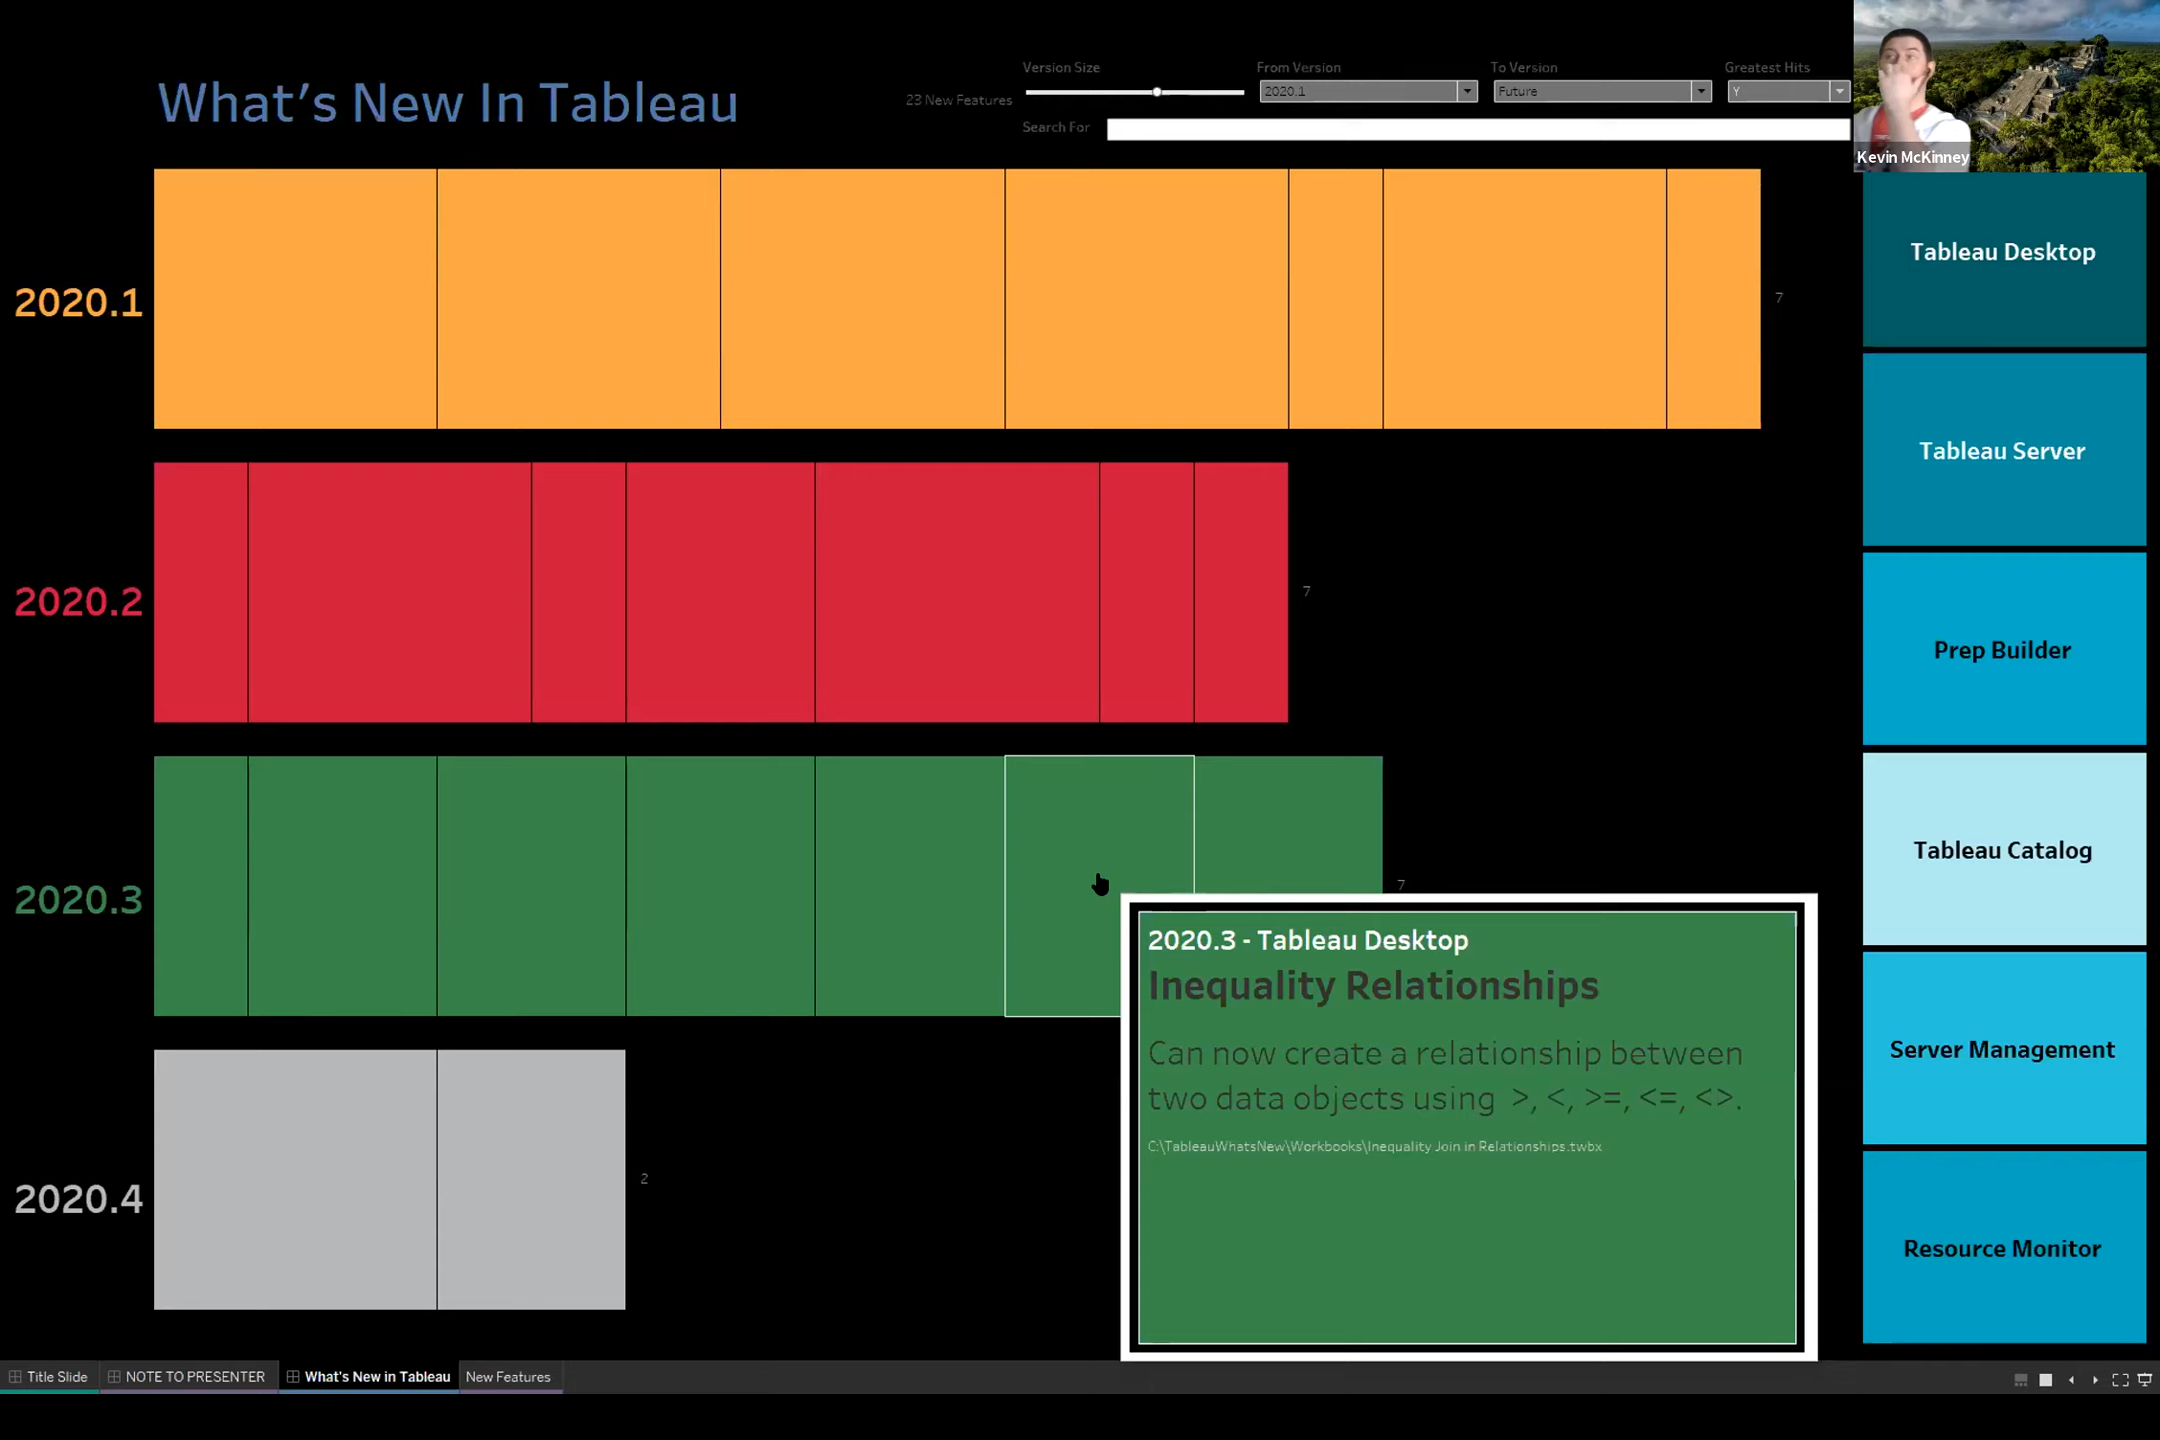 What's New In Tableau
23 New Features
Version Size
From Version
To Version
Greatest Hits
2020.1
Future
Y
Search For
Kevin McKinney
2020.1
7
2020.2
7
2020.3
7
2020.4
2
2020.3 - Tableau Desktop
Inequality Relationships
Can now create a relationship between
two data objects using >, <, >=, <=, <>.
C:\TableauWhatsNew\Workbooks\Inequality Join in Relationships.twbx
Tableau Desktop
Tableau Server
Prep Builder
Tableau Catalog
Server Management
Resource Monitor
Title Slide
NOTE TO PRESENTER
What's New in Tableau
New Features